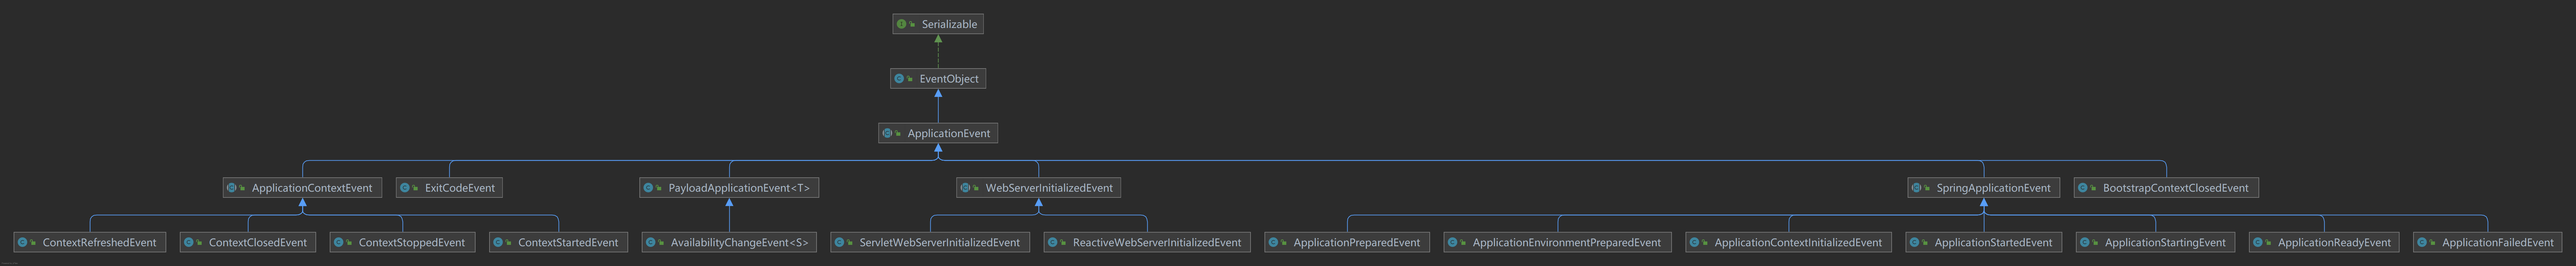 Serializable
EventObject
ApplicationEvent
ApplicationContextEvent
ExitCodeEvent
PayloadApplicationEvent<T>
WebServerInitializedEvent
SpringApplicationEvent
BootstrapContextClosedEvent
ContextRefreshedEvent
ContextClosedEvent
ContextStoppedEvent
ContextStartedEvent
AvailabilityChangeEvent<S>
ServletWebServerInitializedEvent
ReactiveWebServerInitializedEvent
ApplicationPreparedEvent
ApplicationEnvironmentPreparedEvent
ApplicationContextInitializedEvent
ApplicationStartedEvent
ApplicationStartingEvent
ApplicationReadyEvent
ApplicationFailedEvent